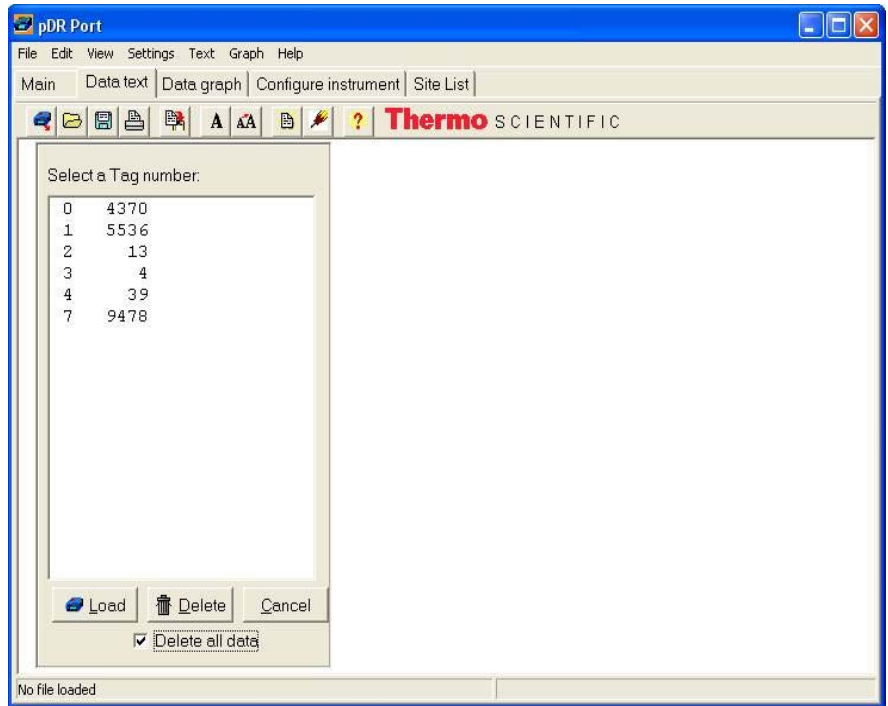 pDR Port
File Edit View Settings Text Graph Help
Main Data text Data graph Configure instrument Site List
A AA ? Thermo SCIENTIFIC
Select a Tag number:
0 4370
1 5536
2 13
3 4
4 39
7 9478
Load Delete Cancel
Delete all data
No file loaded